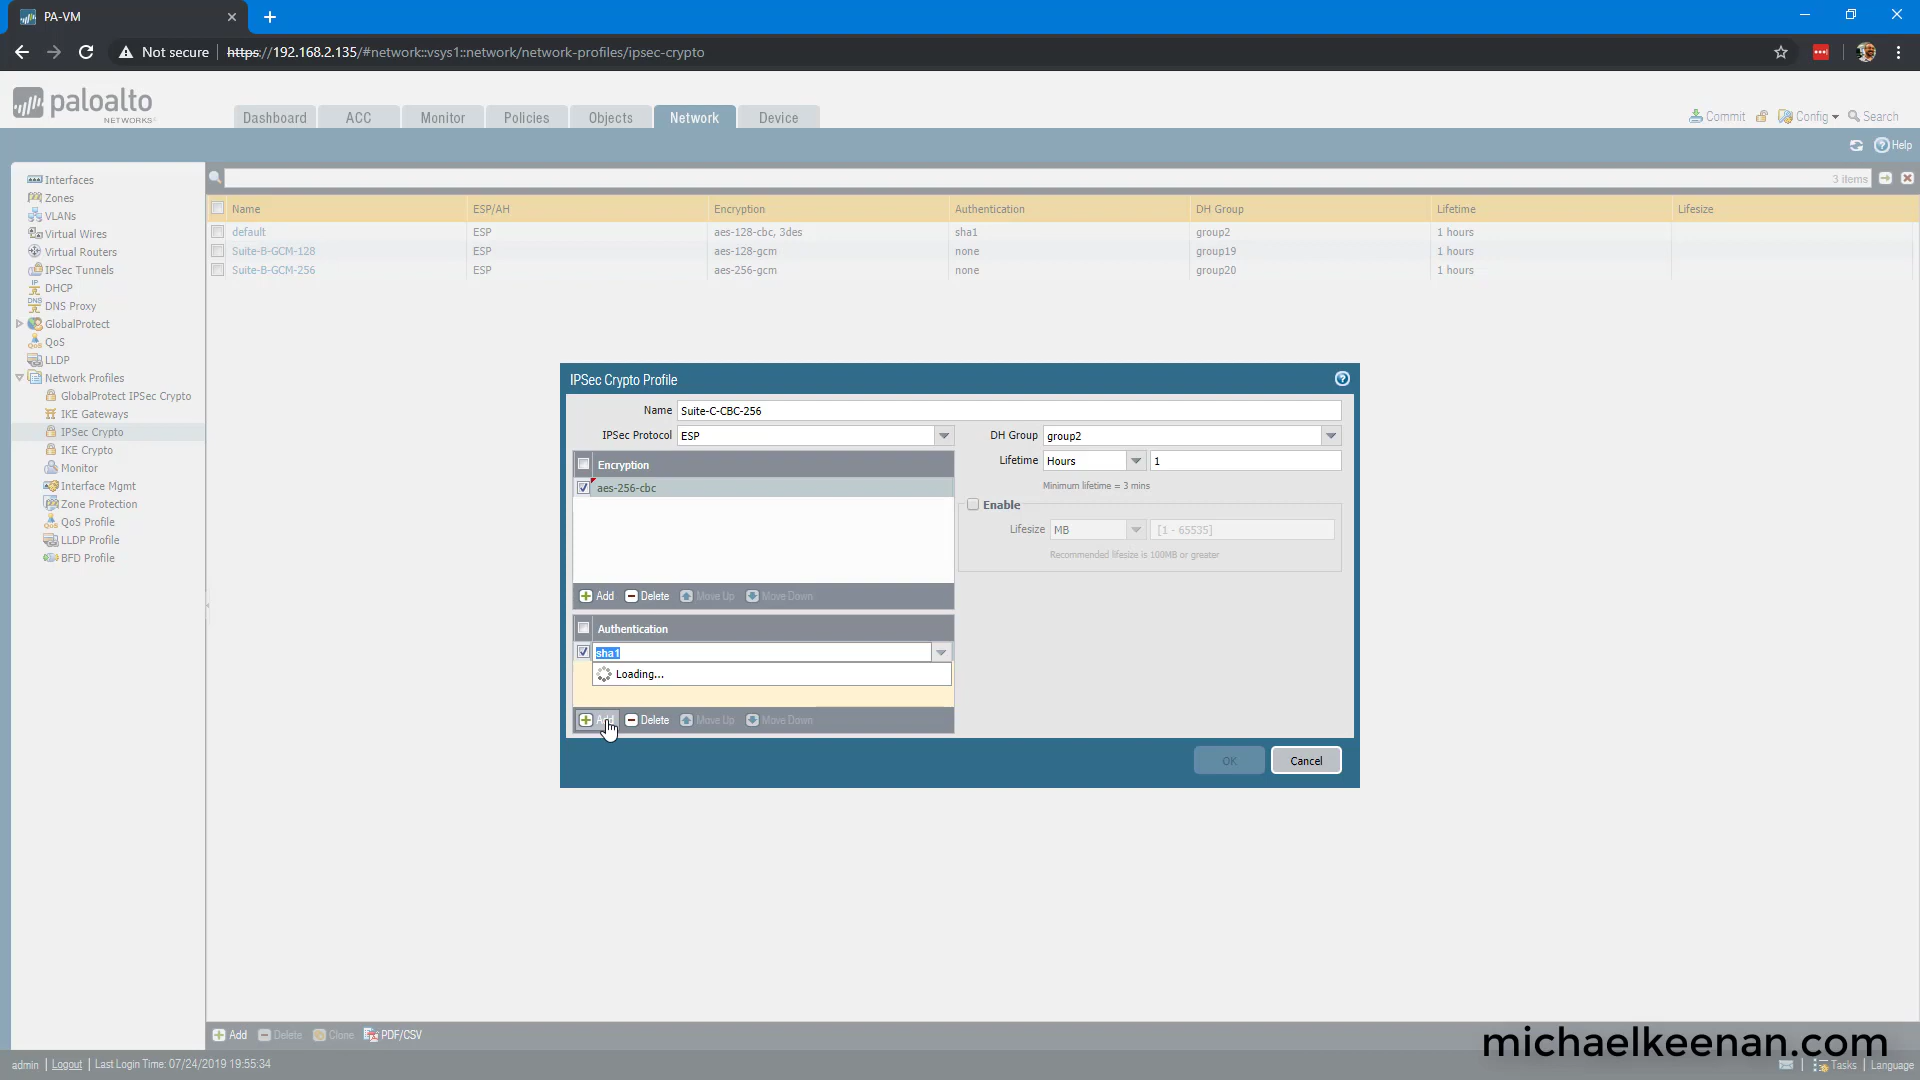 PA-VM
Not secure
https://192.168.2.135/#network::vsys1::network/network-profiles/ipsec-crypto
paloalto
NETWORKS
Dashboard
ACC
Monitor
Policies
Objects
Network
Device
Commit
Config
Search
Help
Interfaces
Zones
VLANs
Virtual Wires
Virtual Routers
IPSec Tunnels
DHCP
DNS Proxy
GlobalProtect
QoS
LLDP
Network Profiles
GlobalProtect IPSec Crypto
IKE Gateways
IPSec Crypto
IKE Crypto
Monitor
Interface Mgmt
Zone Protection
QoS Profile
LLDP Profile
BFD Profile
3 items
Name ESP/AH Encryption Authentication DH Group Lifetime Lifesize
default ESP aes-128-cbc, 3des sha1 group2 1 hours
Suite-B-GCM-128 ESP aes-128-gcm none group19 1 hours
Suite-B-GCM-256 ESP aes-256-gcm none group20 1 hours
IPSec Crypto Profile
Name Suite-C-CBC-256
IPSec Protocol ESP
DH Group group2
Lifetime Hours 1
Minimum lifetime = 3 mins
Enable
Lifesize MB [1 - 65535]
Recommended lifesize is 100MB or greater
Encryption
aes-256-cbc
Add Delete Move Up Move Down
Authentication
sha1
Loading...
Add Delete Move Up Move Down
OK
Cancel
Add Delete Clone PDF/CSV
admin | Logout | Last Login Time: 07/24/2019 19:55:34
michaelkeenan.com
Tasks | Language